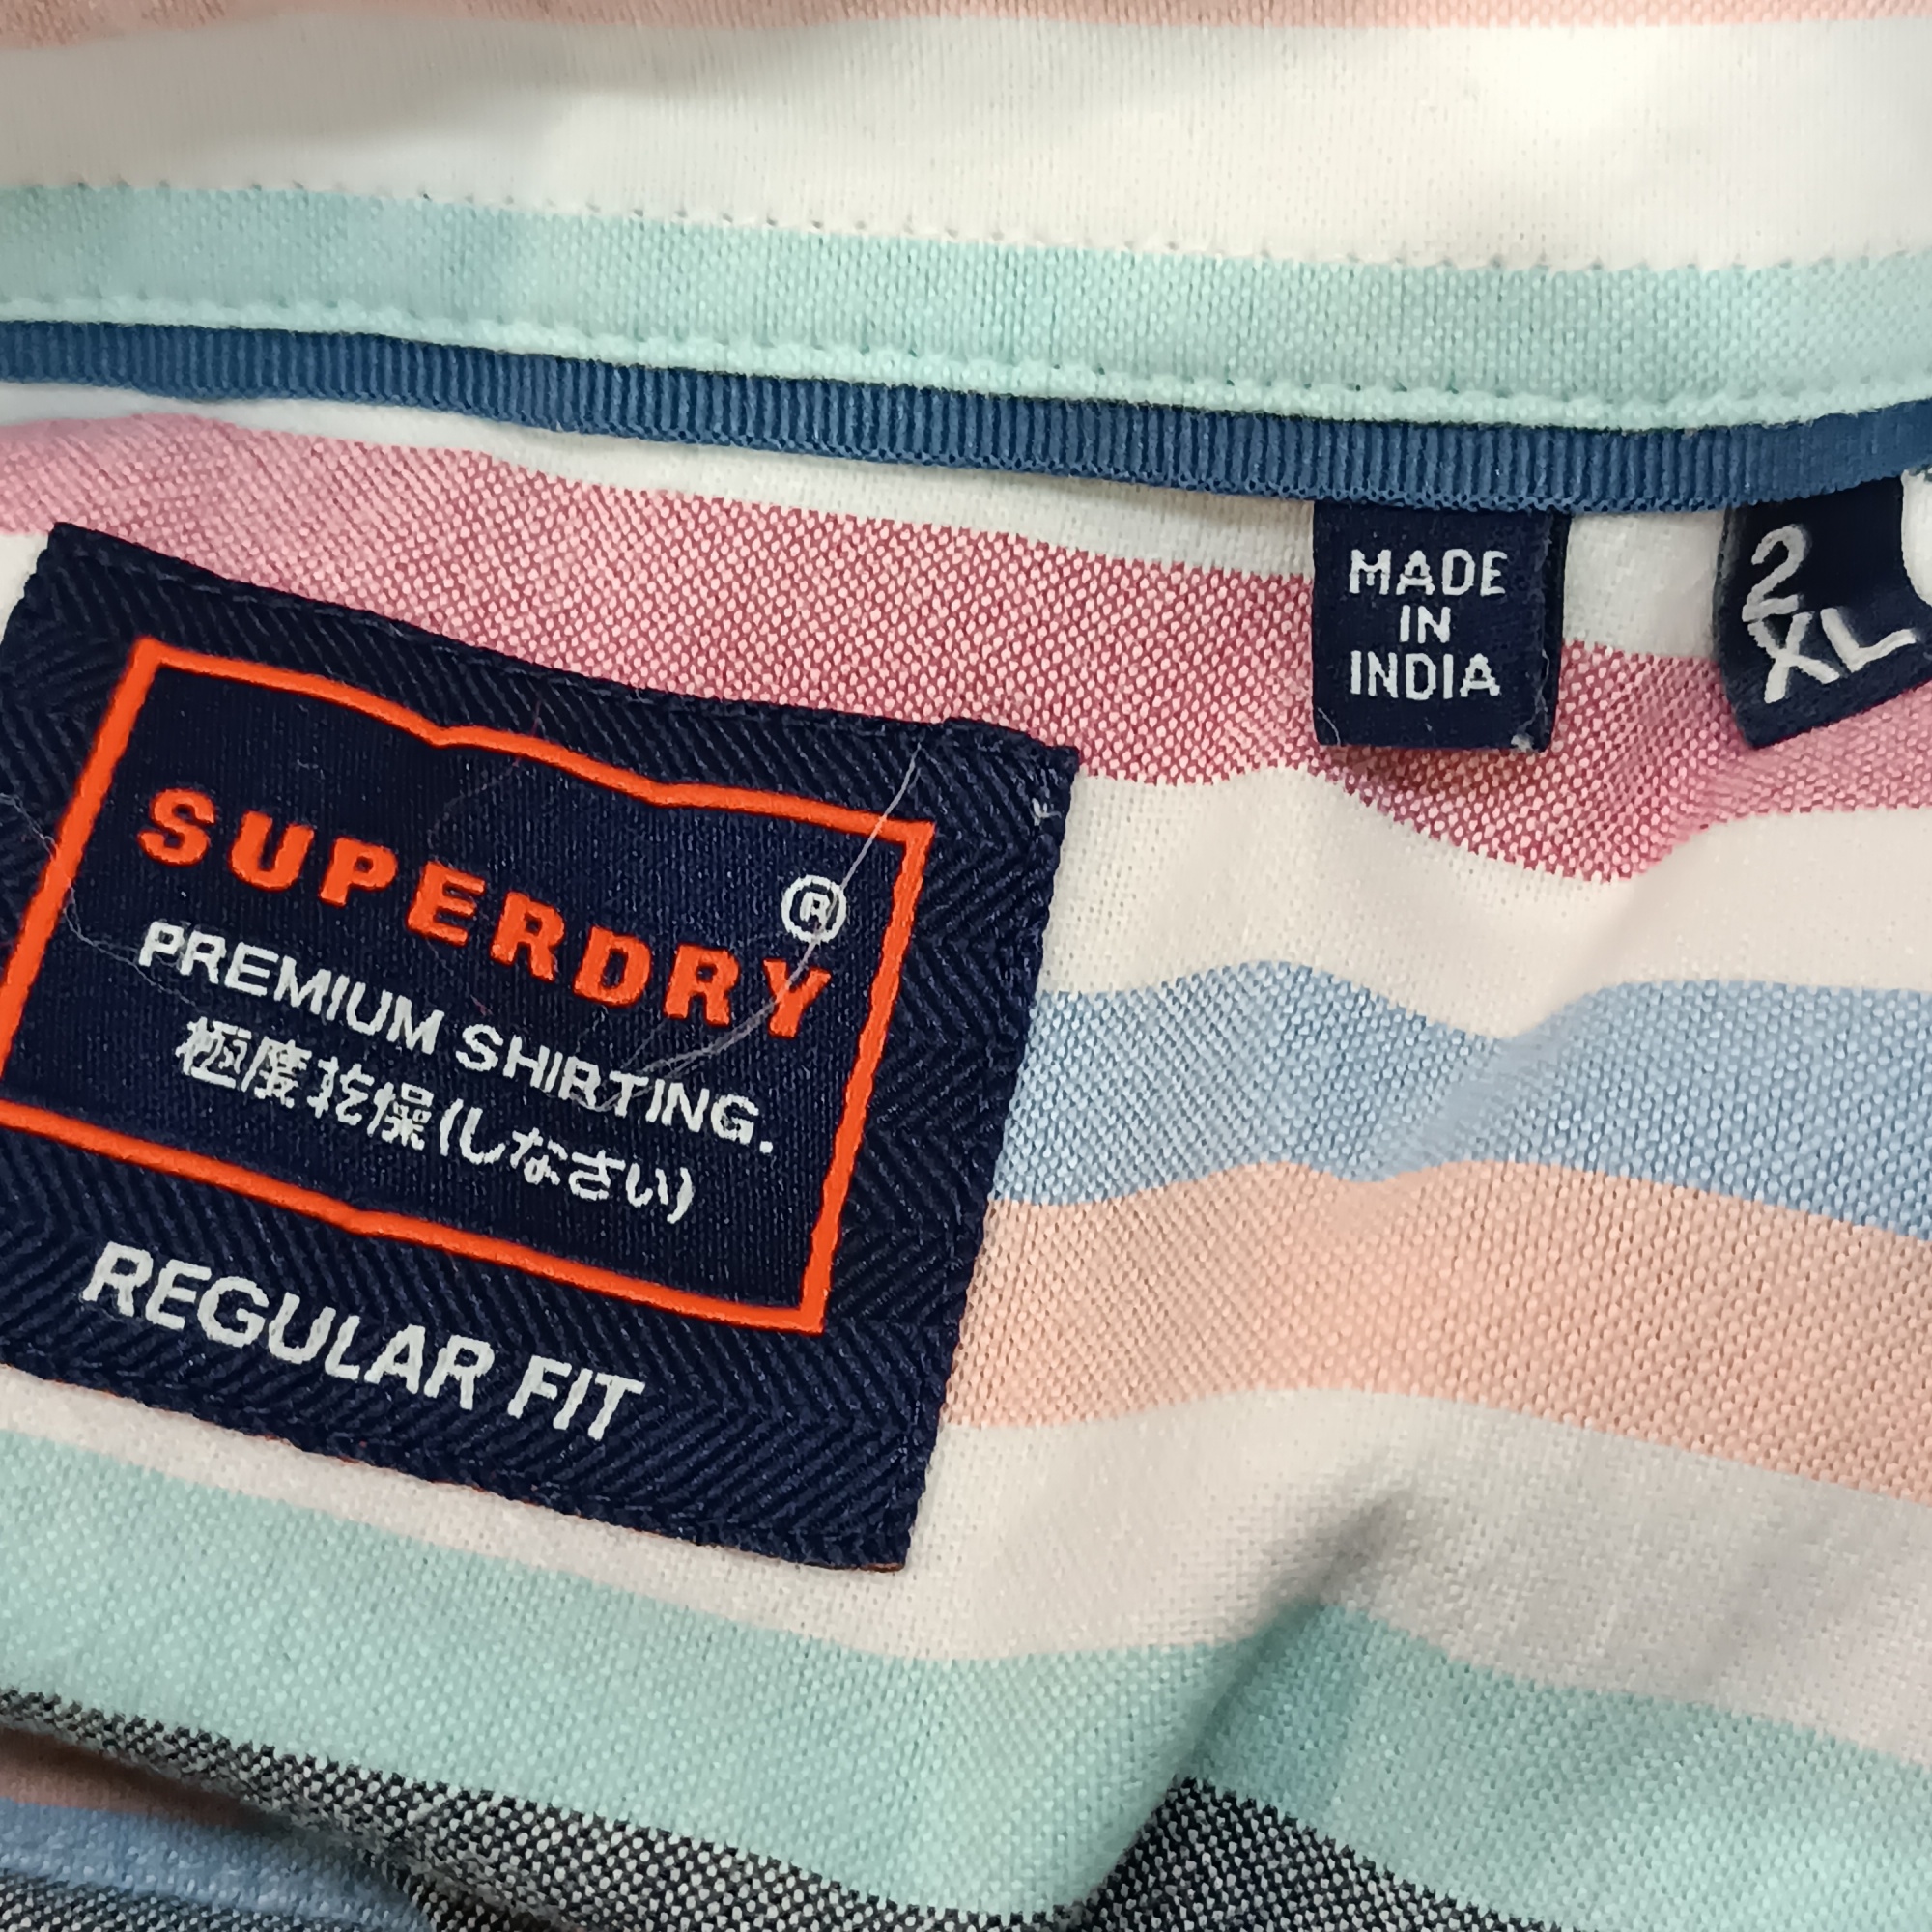 MADE
IN
INDIA
2
XL
SUPERDRY®
PREMIUM SHIRTING.
極度乾燥(しなさい)
REGULAR FIT